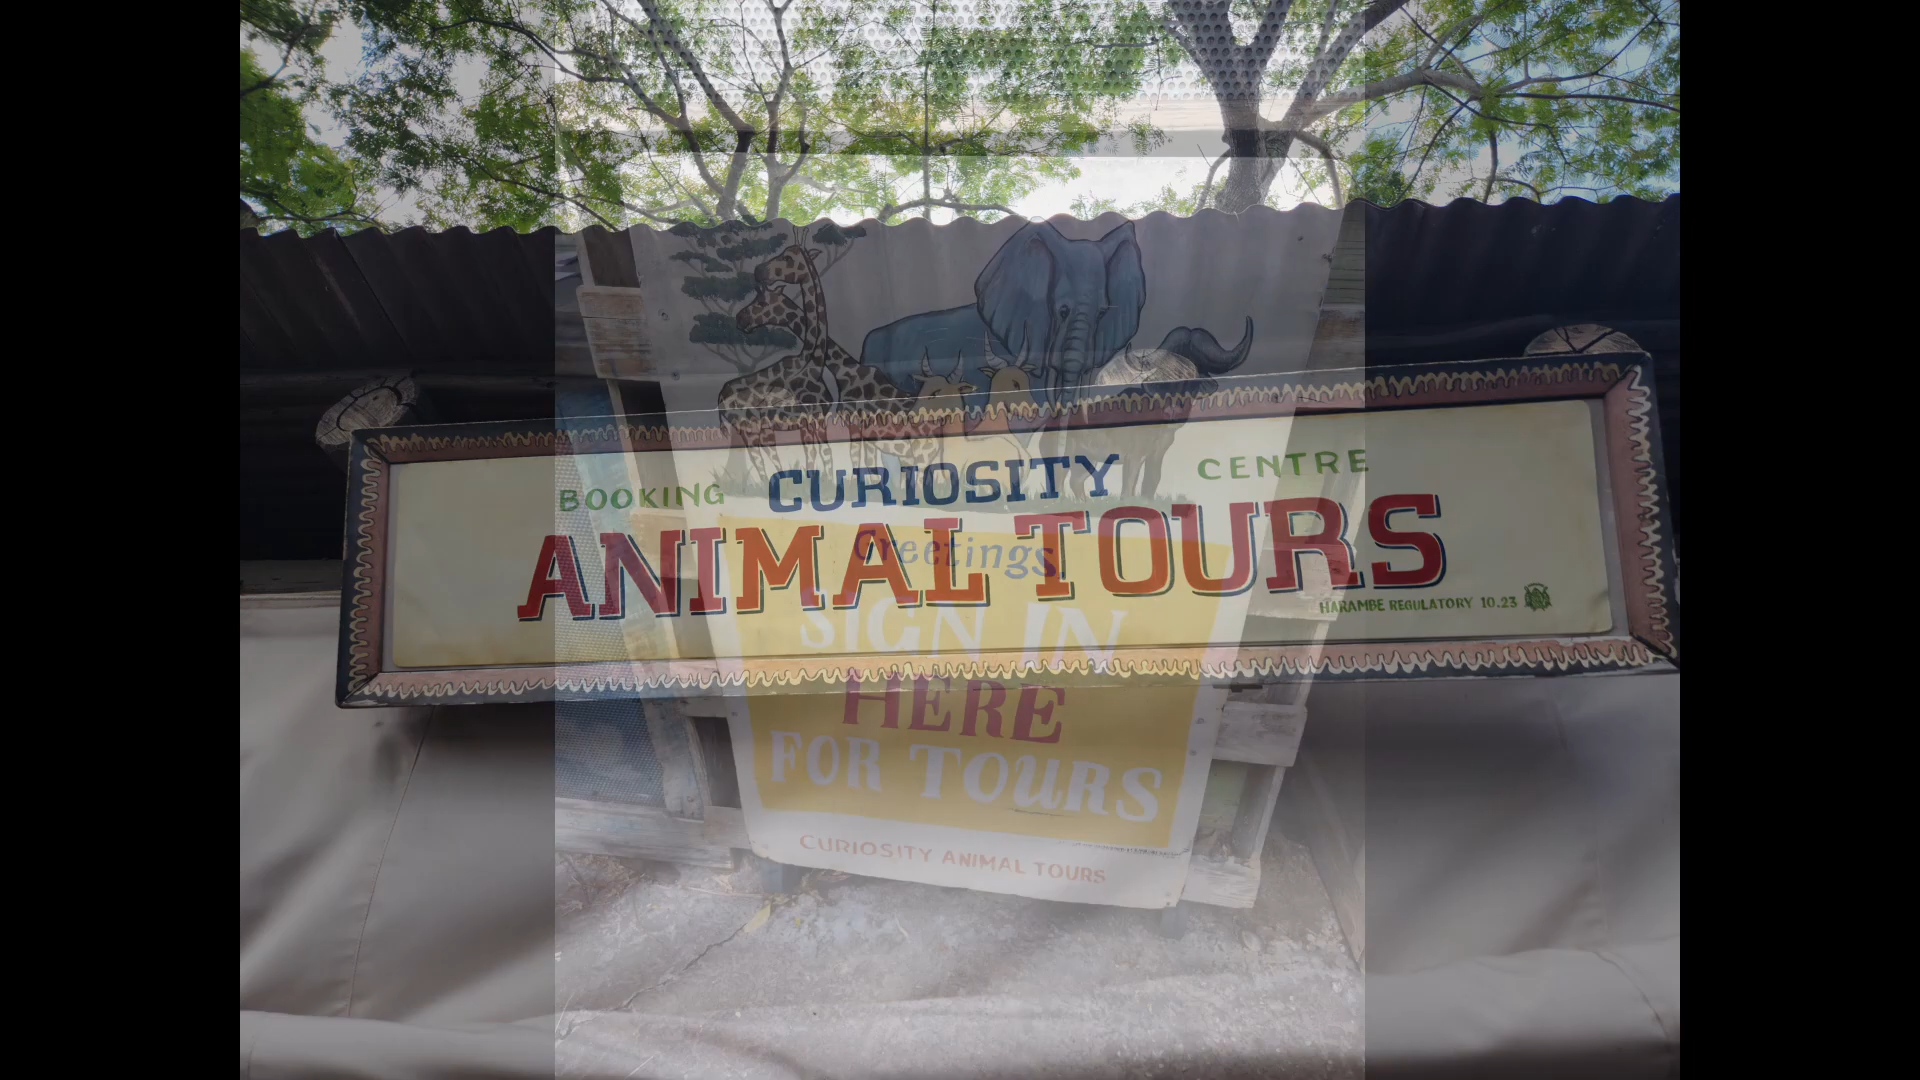 BOOKING CURIOSITY CENTRE
ANIMAL TOURS
HARAMBE REGULATORY 10.23
Greetings,
SIGN IN
HERE
FOR TOURS
CURIOSITY ANIMAL TOURS